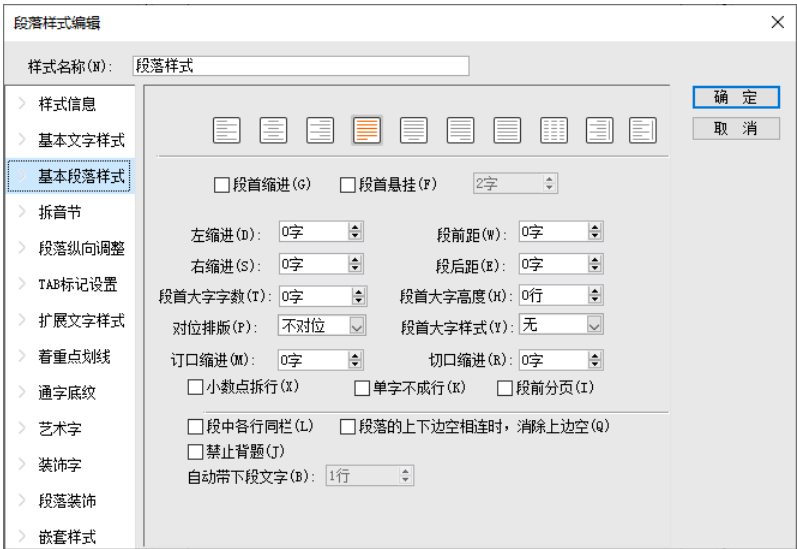 段落样式编辑
样式名称(N): 段落样式
确 定
取 消
样式信息
基本文字样式
基本段落样式
拆音节
段落纵向调整
TAB标记设置
扩展文字样式
着重点划线
通字底纹
艺术字
装饰字
段落装饰
嵌套样式
段首缩进(G) 段首悬挂(F) 2字
左缩进(D): 0字 段前距(W): 0字
右缩进(S): 0字 段后距(E): 0字
段首大字字数(T): 0字 段首大字高度(H): 0行
对位排版(P): 不对位 段首大字样式(Y): 无
订口缩进(M): 0字 切口缩进(R): 0字
小数点拆行(X) 单字不成行(K) 段前分页(I)
段中各行同栏(L) 段落的上下边空相连时，消除上边空(Q)
禁止背题(J)
自动带下段文字(B): 1行